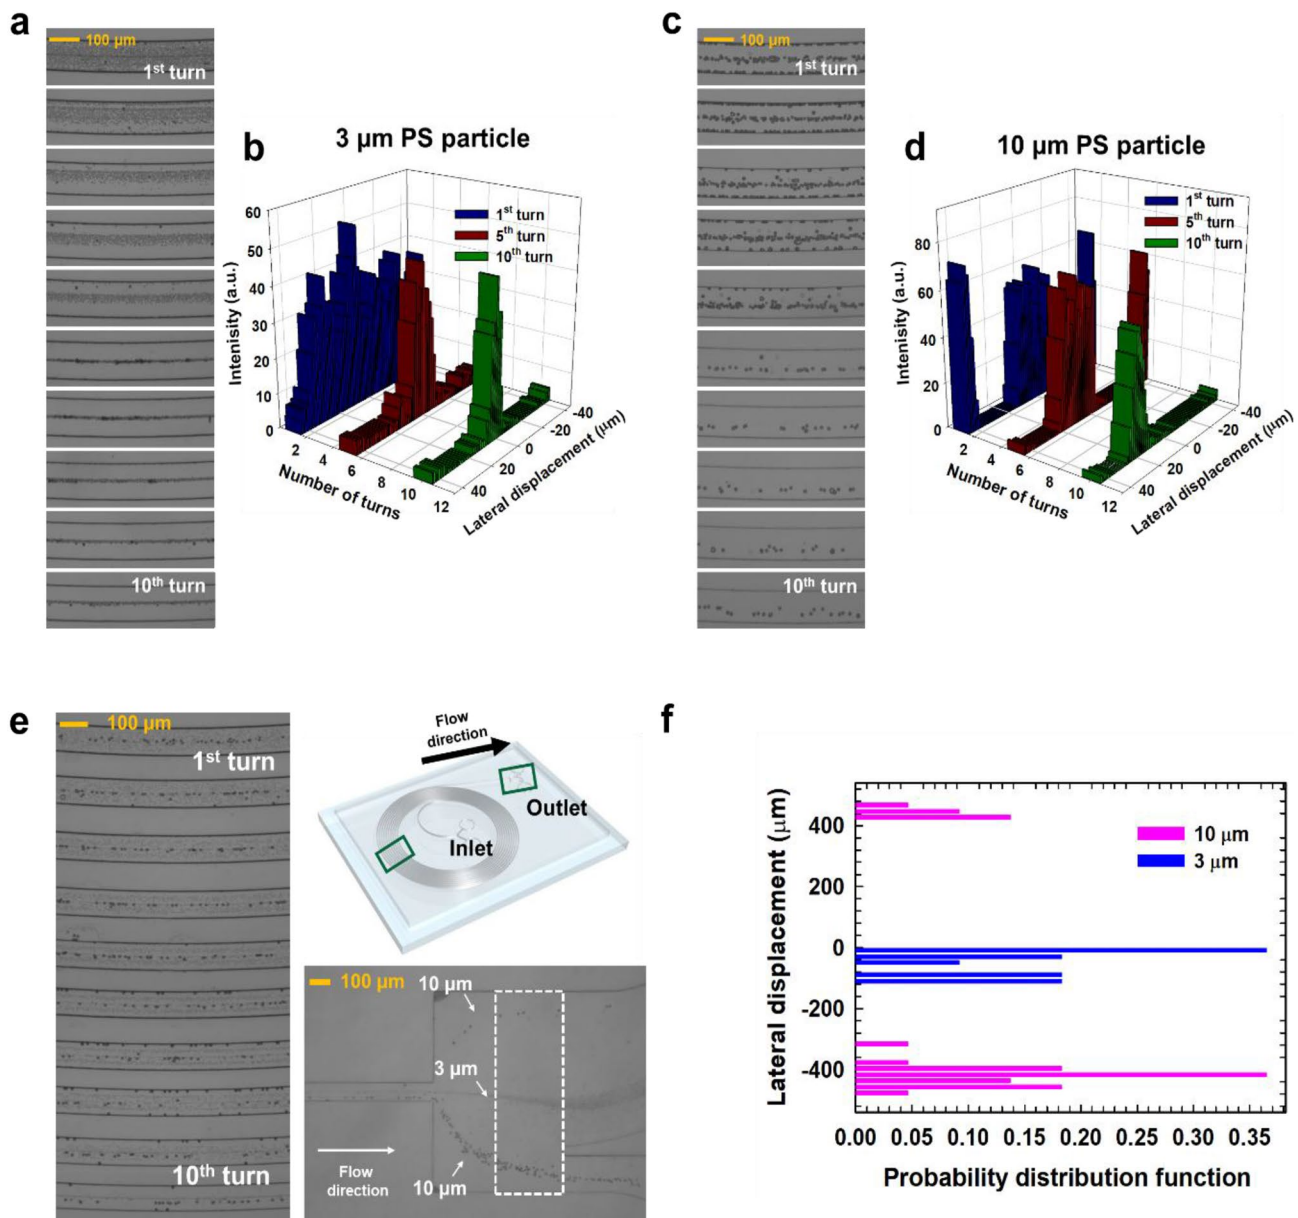 a
100 μm
1st turn
10th turn
b
3 μm PS particle
1st turn
5th turn
10th turn
Intenisity (a.u.)
60
50
40
30
20
10
0
2
4
6
8
10
12
Number of turns
-40
-20
0
20
40
Lateral displacement (μm)
c
100 μm
1st turn
10th turn
d
10 μm PS particle
1st turn
5th turn
10th turn
Intenisity (a.u.)
80
60
40
20
0
2
4
6
8
10
12
Number of turns
-40
-20
0
20
40
Lateral displacement (μm)
e
100 μm
1st turn
10th turn
Flow
direction
Outlet
Inlet
100 μm
10 μm
3 μm
Flow
direction
10 μm
f
10 μm
3 μm
Lateral displacement (μm)
400
200
0
-200
-400
0.00 0.05 0.10 0.15 0.20 0.25 0.30 0.35
Probability distribution function